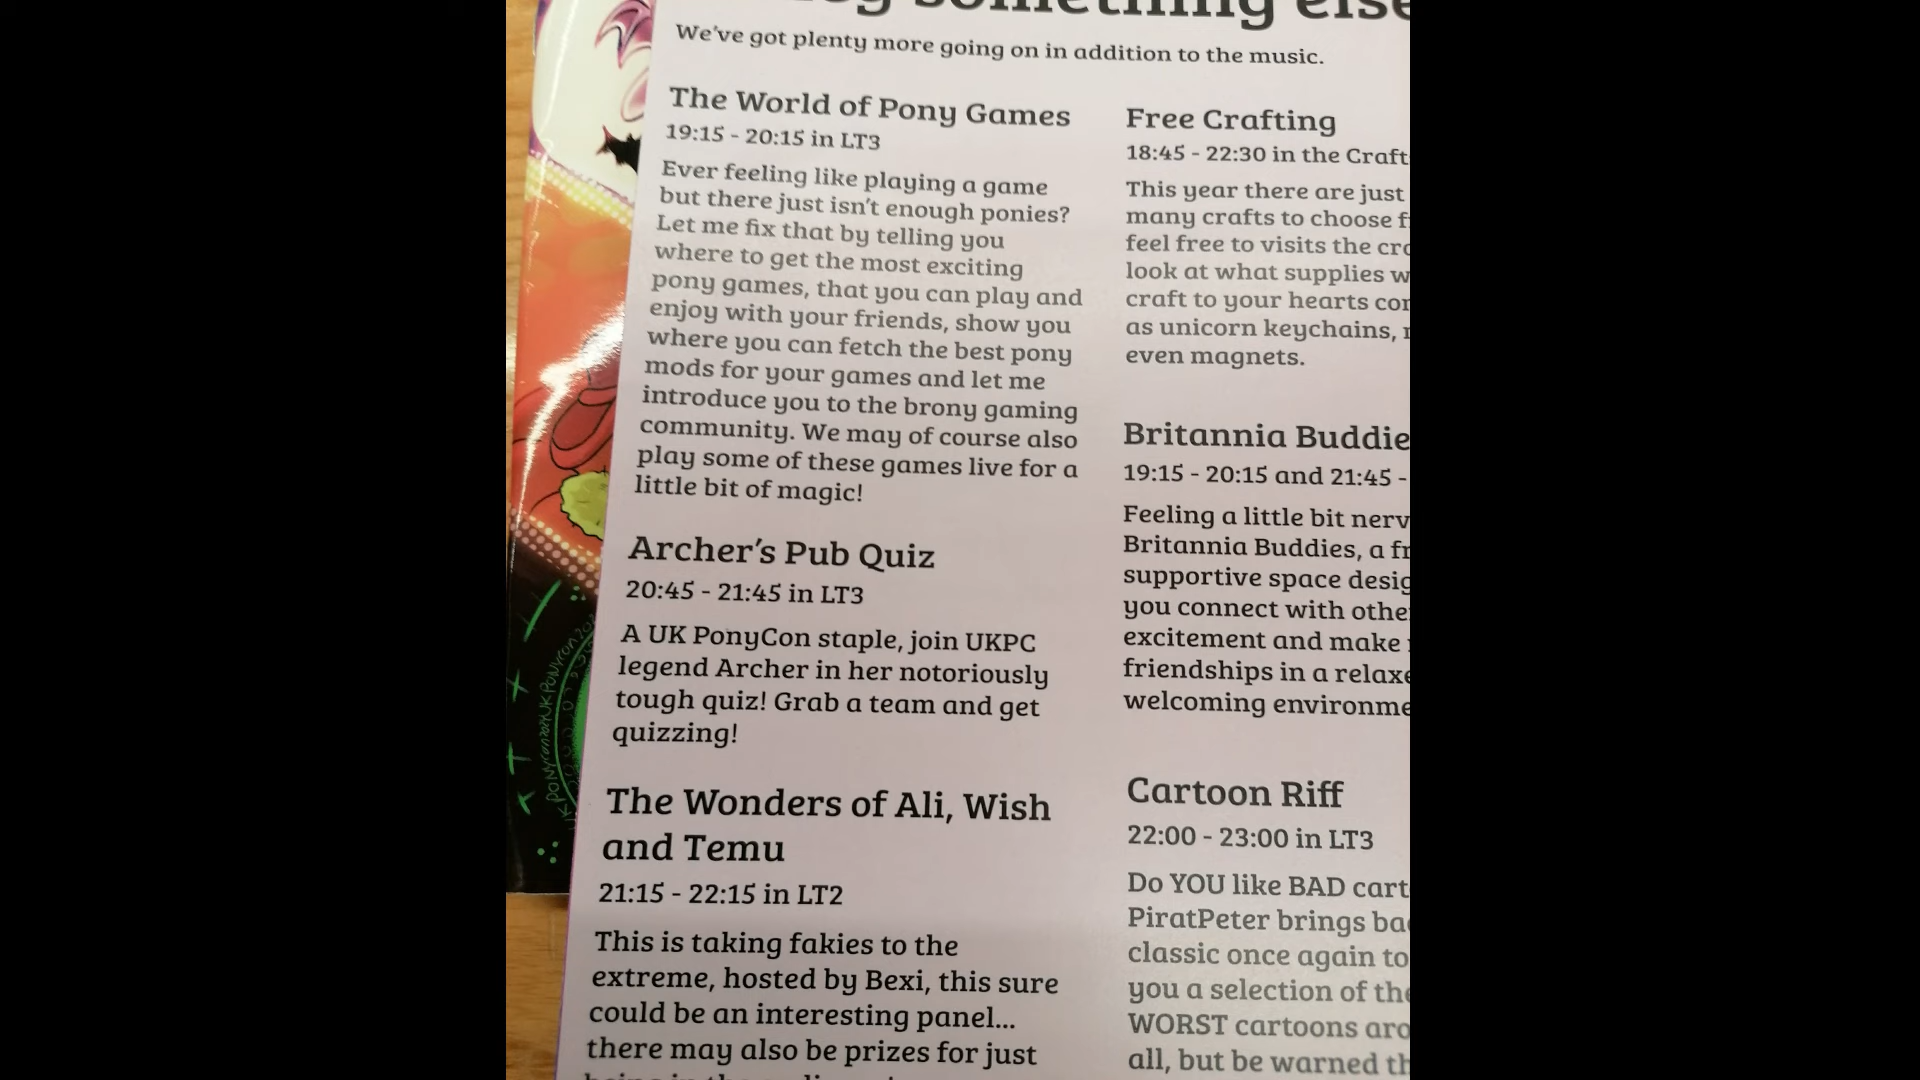 something else
We've got plenty more going on in addition to the music.
The World of Pony Games
19:15 - 20:15 in LT3
Ever feeling like playing a game
but there just isn't enough ponies?
Let me fix that by telling you
where to get the most exciting
pony games, that you can play and
enjoy with your friends, show you
where you can fetch the best pony
mods for your games and let me
introduce you to the brony gaming
community. We may of course also
play some of these games live for a
little bit of magic!
Archer's Pub Quiz
20:45 - 21:45 in LT3
A UK PonyCon staple, join UKPC
legend Archer in her notoriously
tough quiz! Grab a team and get
quizzing!
The Wonders of Ali, Wish
and Temu
21:15 - 22:15 in LT2
This is taking fakies to the
extreme, hosted by Bexi, this sure
could be an interesting panel...
there may also be prizes for just
Free Crafting
18:45 - 22:30 in the Craft
This year there are just
many crafts to choose
feel free to visits the
look at what supplies
craft to your hearts
as unicorn keychains,
even magnets.
Britannia Buddie
19:15 - 20:15 and 21:45 -
Feeling a little bit
Britannia Buddies, a
supportive space
you connect with
excitement and make
friendships in a
welcoming
Cartoon Riff
22:00 - 23:00 in LT3
Do YOU like BAD
PiratPeter brings
classic once again to
you a selection of
WORST cartoons
all, but be warned